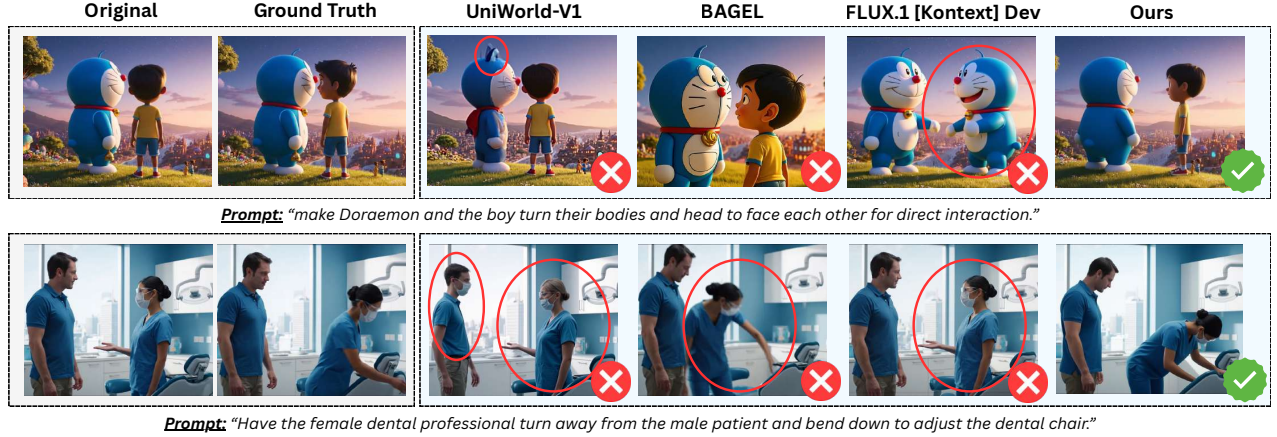 Original Ground Truth UniWorld-V1 BAGEL FLUX.1 [Kontext] Dev Ours
Prompt: “make Doraemon and the boy turn their bodies and head to face each other for direct interaction.”
Prompt: “Have the female dental professional turn away from the male patient and bend down to adjust the dental chair.”